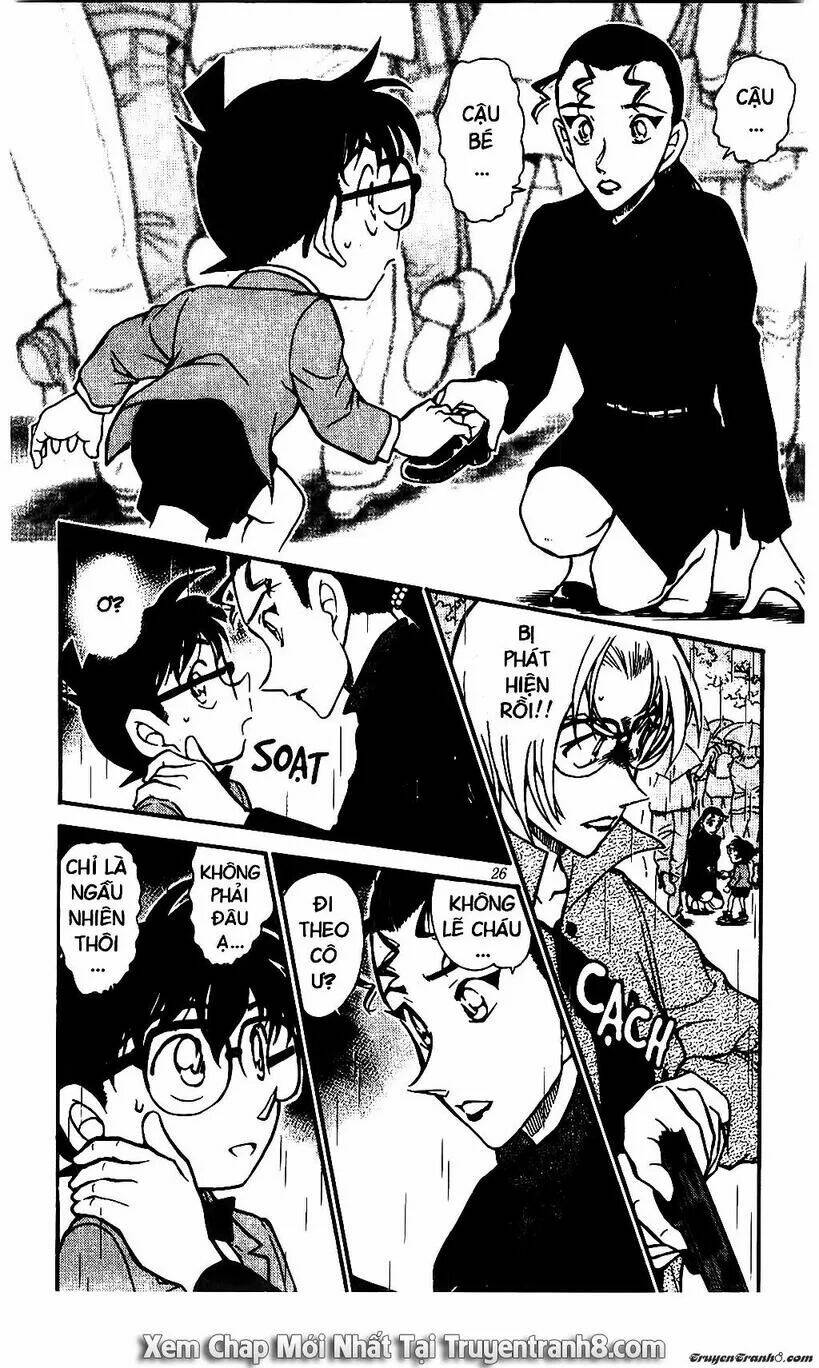 CẬU
...
CẬU
BÉ
...
BỊ
PHÁT
HIỆN
RỒI!!
CẠCH
Ơ?
SOẠT
26
KHÔNG
LẼ CHÁU
ĐI
THEO
CÔ
Ư?
KHÔNG
PHẢI
ĐÂU
Ạ...
CHỈ LÀ
NGẪU
NHIÊN
THÔI
...
Xem Chap Mới Nhất Tại Truyentranh8.com
TruyenTranh8.com